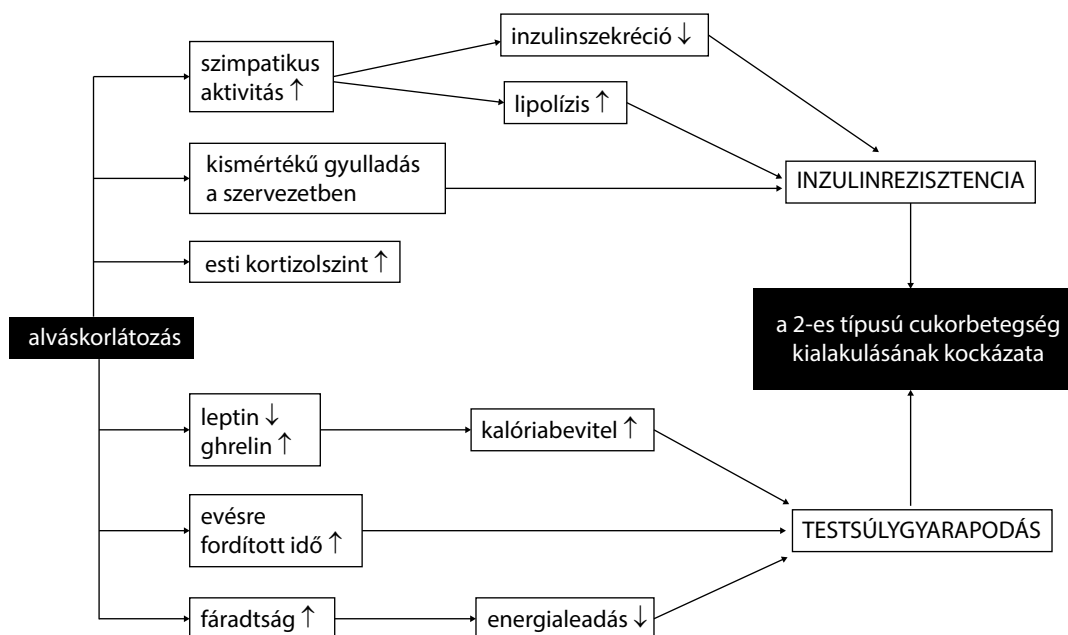 szimpatikus
aktivitás ↑
inzulinszekréció ↓
lipolízis ↑
kismértékű gyulladás
a szervezetben
INZULINREZISZTENCIA
esti kortizolszint ↑
alváskorlátozás
a 2-es típusú cukorbetegség
kialakulásának kockázata
leptin ↓
ghrelin ↑
kalóriabevitel ↑
evésre
fordított idő ↑
TESTSÚLYGYARAPODÁS
fáradtság ↑
energialeadás ↓